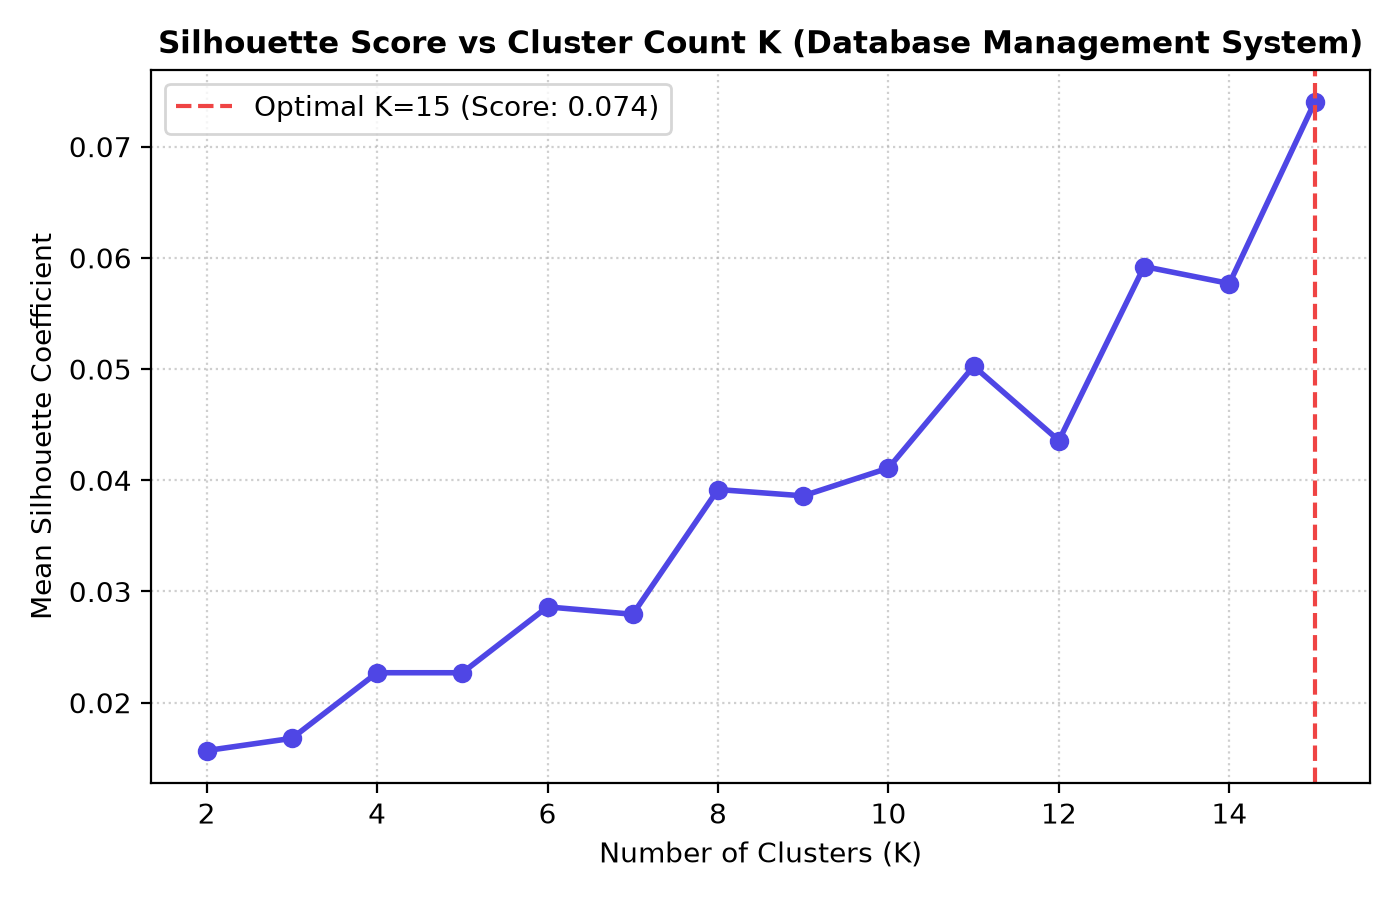 Silhouette Score vs Cluster Count K (Database Management System)
Optimal K=15 (Score: 0.074)
Mean Silhouette Coefficient
0.07
0.06
0.05
0.04
0.03
0.02
2 4 6 8 10 12 14
Number of Clusters (K)